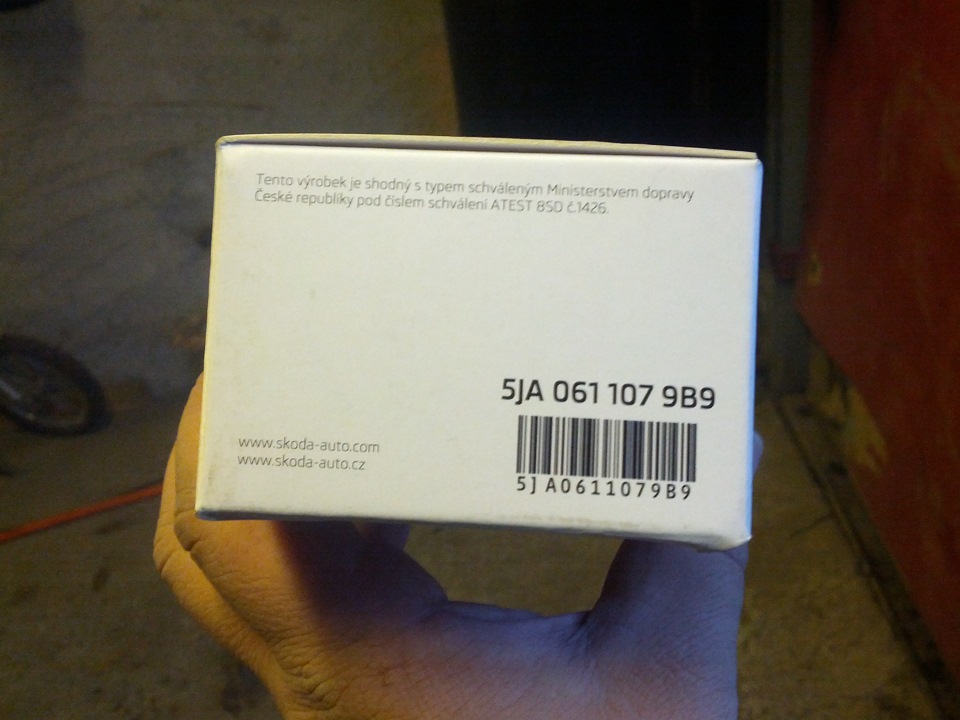 Tento výrobek je shodný s typem schváleným Ministerstvem dopravy
České republiky pod číslem schválení ATEST 8SD č.1426.
5JA 061 107 9B9
www.skoda-auto.com
www.skoda-auto.cz
5JA0611079B9